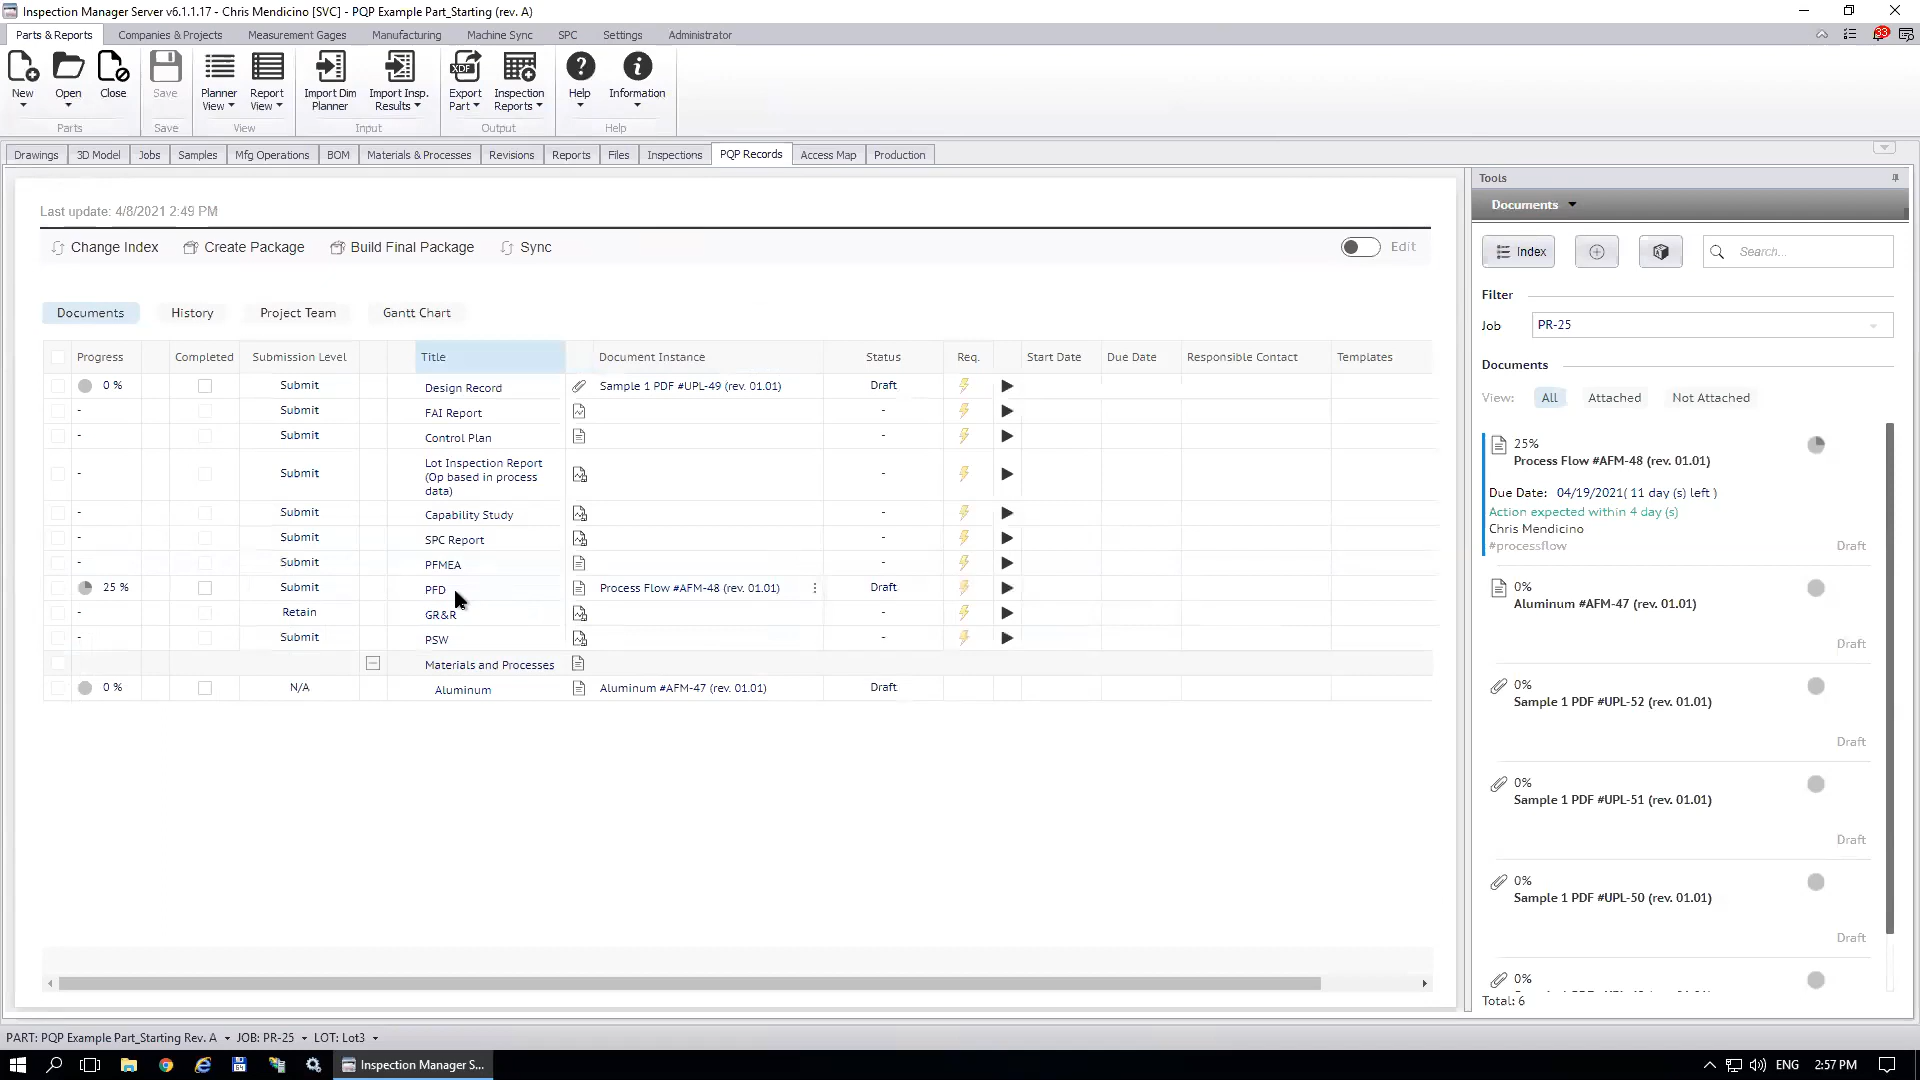 Inspection Manager Server v6.1.1.17 - Chris Mendicino [SVC] - PQP Example Part_Starting (rev. A)
Parts & Reports Companies & Projects Measurement Gages Manufacturing Machine Sync SPC Settings Administrator 33
New Open Close Save Planner View Report View Import Dim Planner Import Insp. Results Export Part Inspection Reports Help Information
XDF
Parts Save View Input Output Help
Drawings 3D Model Jobs Samples Mfg Operations BOM Materials & Processes Revisions Reports Files Inspections PQP Records Access Map Production
Last update: 4/8/2021 2:49 PM
Change Index Create Package Build Final Package Sync Edit
Documents History Project Team Gantt Chart
Progress Completed Submission Level Title Document Instance Status Req. Start Date Due Date Responsible Contact Templates
0 % Submit Design Record Sample 1 PDF #UPL-49 (rev. 01.01) Draft
- Submit FAI Report -
- Submit Control Plan -
- Submit Lot Inspection Report -
(Op based in process
data)
- Submit Capability Study -
- Submit SPC Report -
- Submit PFMEA -
25 % Submit PFD Process Flow #AFM-48 (rev. 01.01) Draft
- Retain GR&R -
- Submit PSW -
Materials and Processes
0 % N/A Aluminum Aluminum #AFM-47 (rev. 01.01) Draft
Tools
Documents
Index Search...
Filter
Job PR-25
Documents
View: All Attached Not Attached
25%
Process Flow #AFM-48 (rev. 01.01)
Due Date: 04/19/2021( 11 day (s) left )
Action expected within 4 day (s)
Chris Mendicino
#processflow Draft
0%
Aluminum #AFM-47 (rev. 01.01)
Draft
0%
Sample 1 PDF #UPL-52 (rev. 01.01)
Draft
0%
Sample 1 PDF #UPL-51 (rev. 01.01)
Draft
0%
Sample 1 PDF #UPL-50 (rev. 01.01)
Draft
0%
Total: 6
PART: PQP Example Part_Starting Rev. A JOB: PR-25 LOT: Lot3
Inspection Manager S... ENG 2:57 PM